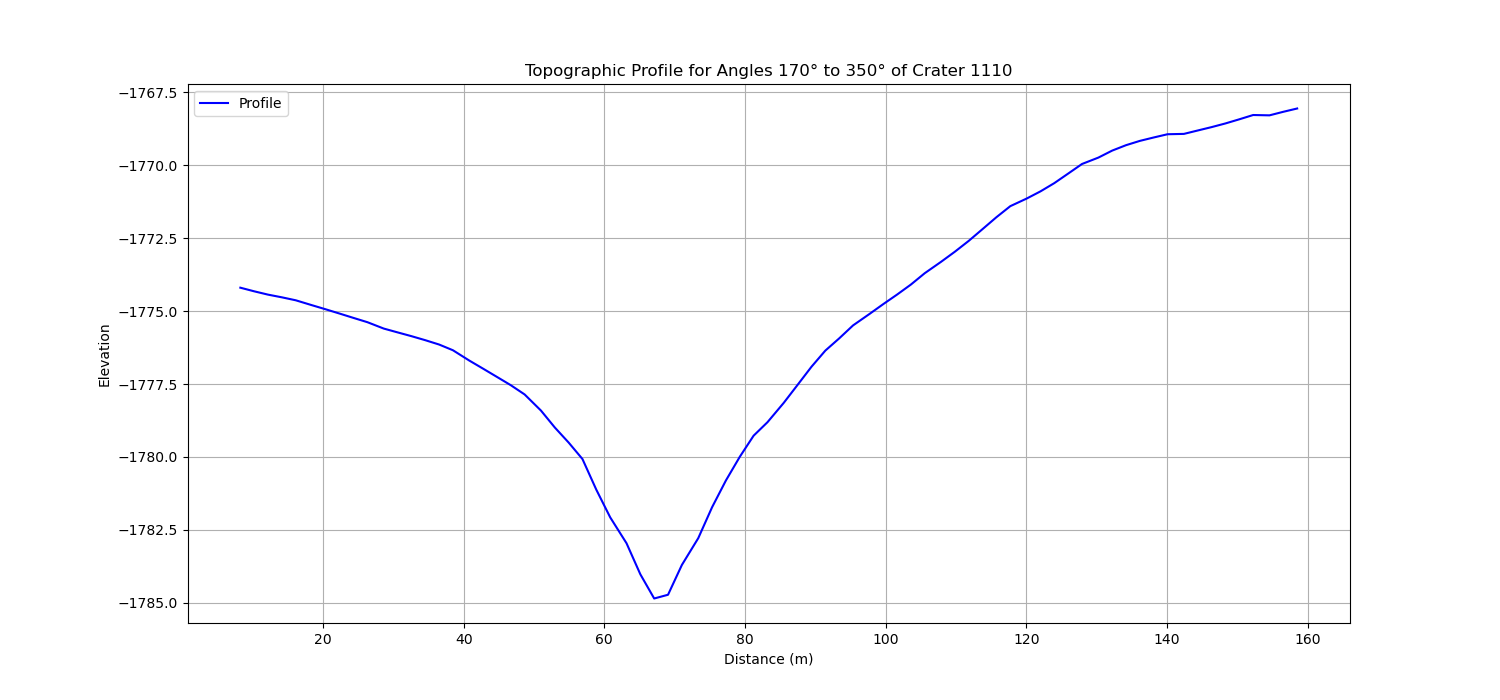 Topographic Profile for Angles 170° to 350° of Crater 1110
Profile
Elevation
−1767.5
−1770.0
−1772.5
−1775.0
−1777.5
−1780.0
−1782.5
−1785.0
20 40 60 80 100 120 140 160
Distance (m)